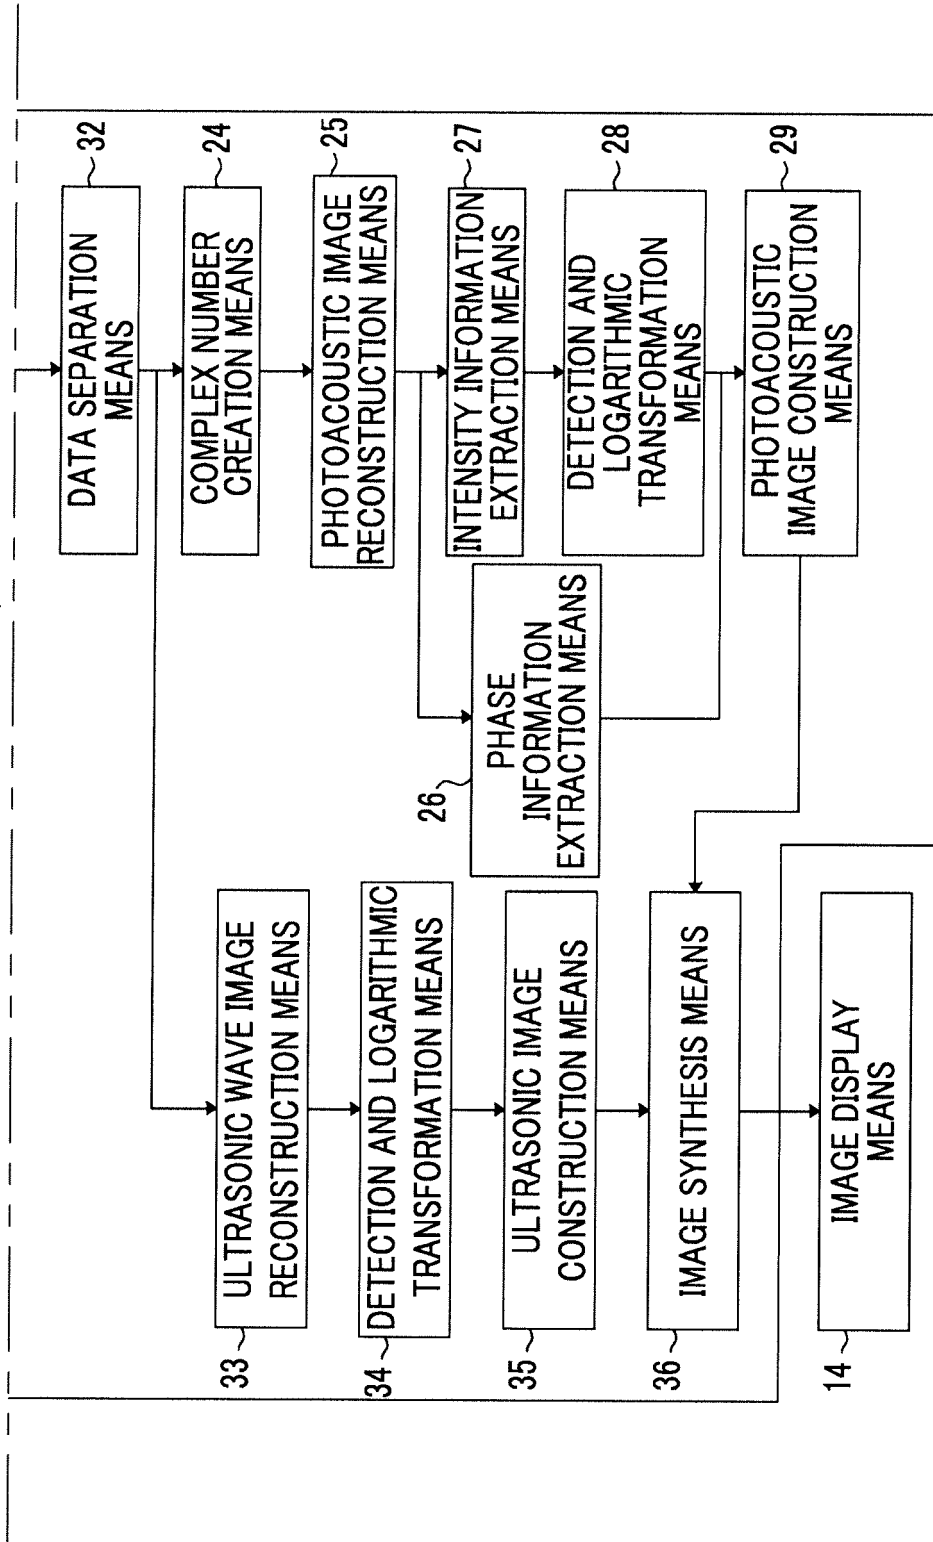 DATA SEPARATION
MEANS
32
COMPLEX NUMBER
CREATION MEANS
24
PHOTOACOUSTIC IMAGE
RECONSTRUCTION MEANS
25
INTENSITY INFORMATION
EXTRACTION MEANS
27
DETECTION AND
LOGARITHMIC
TRANSFORMATION
MEANS
28
PHOTOACOUSTIC
IMAGE CONSTRUCTION
MEANS
29
PHASE
INFORMATION
EXTRACTION MEANS
26
ULTRASONIC WAVE IMAGE
RECONSTRUCTION MEANS
33
DETECTION AND LOGARITHMIC
TRANSFORMATION MEANS
34
ULTRASONIC IMAGE
CONSTRUCTION MEANS
35
IMAGE SYNTHESIS MEANS
36
IMAGE DISPLAY
MEANS
14